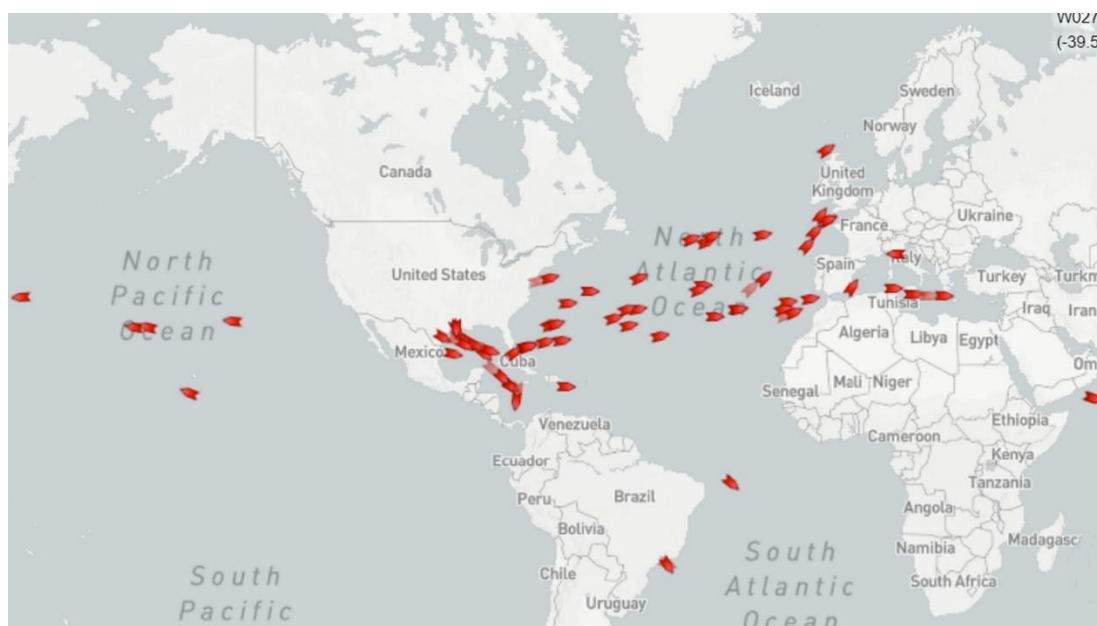 W027
(-39.5
Iceland
Sweden
Norway
Canada
United
Kingdom
Ukraine
France
North
Pacific
Ocean
United States
North
Atlantic
Ocean
Italy
Spain
Turkey
Turkm
Tunisia
Iraq
Iran
Algeria
Libya
Egypt
Mexico
Cuba
Om
Senegal
Mali
Niger
Ethiopia
Venezuela
Cameroon
Kenya
Ecuador
Tanzania
Peru
Brazil
Angola
Bolivia
Madagasc
Namibia
South
Atlantic
Ocean
Chile
South
Pacific
South Africa
Uruguay